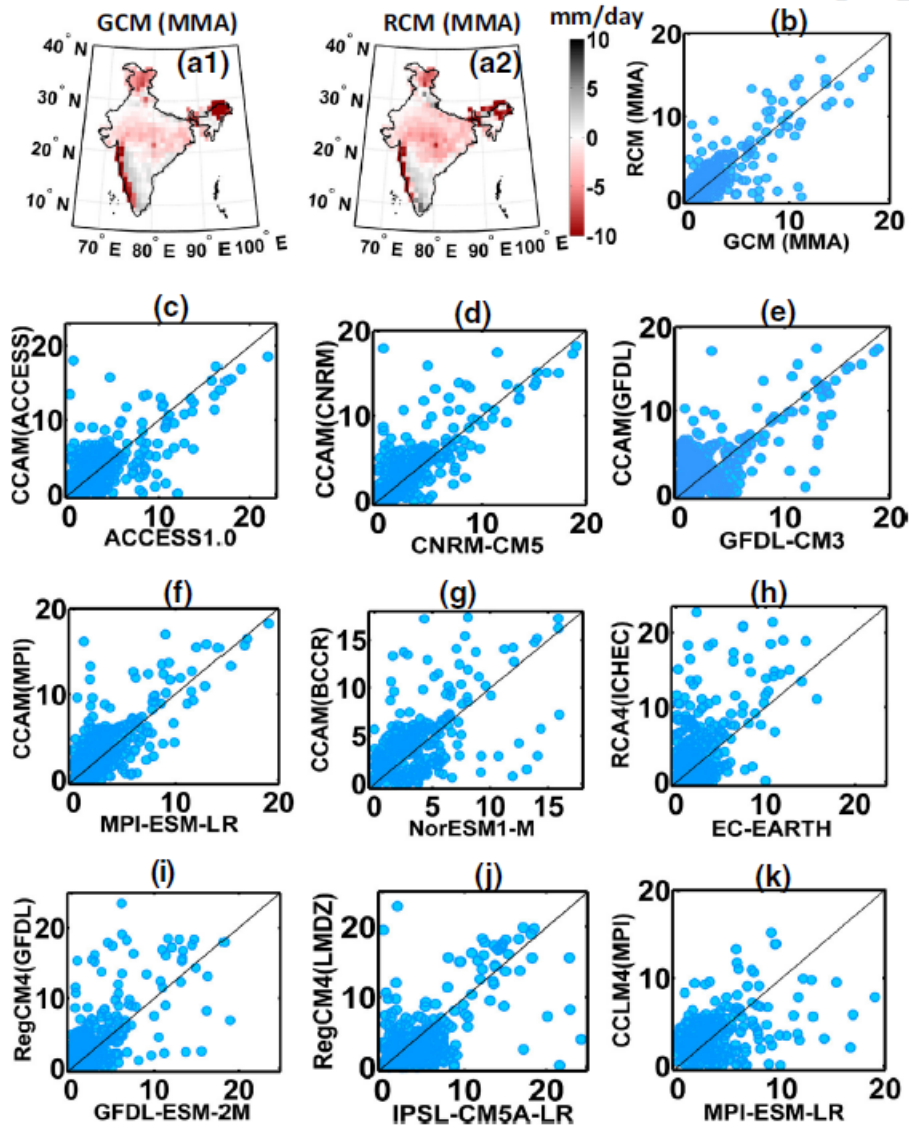 GCM (MMA)
RCM (MMA)
mm/day
(b)
40° N
30° N
20° N
10° N
(a1)
70° E 80° E 90° E 100° E
40° N
30° N
20° N
10° N
(a2)
70° E 80° E 90° E 100° E
10
5
0
-5
-10
RCM (MMA)
20
10
0
0 10 20
GCM (MMA)
(c)
CCAM(ACCESS)
20
10
0
0 10 20
ACCESS1.0
(d)
CCAM(CNRM)
20
10
0
0 10 20
CNRM-CM5
(e)
CCAM(GFDL)
20
10
0
0 10 20
GFDL-CM3
(f)
CCAM(MPI)
20
10
0
0 10 20
MPI-ESM-LR
(g)
CCAM(BCCR)
15
10
5
0
0 5 10 15
NorESM1-M
(h)
RCA4(ICHEC)
20
10
0
0 10 20
EC-EARTH
(i)
RegCM4(GFDL)
20
10
0
0 10 20
GFDL-ESM-2M
(j)
RegCM4(LMDZ)
20
10
0
0 10 20
IPSL-CM5A-LR
(k)
CCLM4(MPI)
20
10
0
0 10 20
MPI-ESM-LR